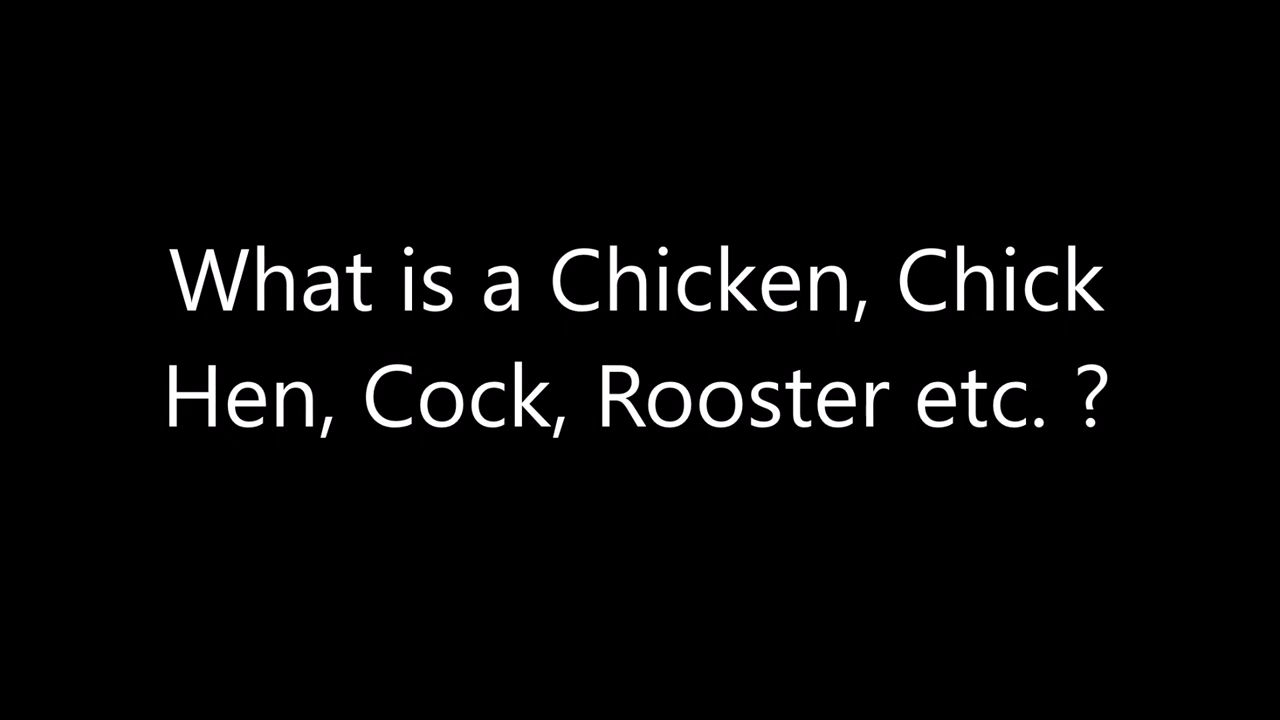 What is a Chicken, Chick
Hen, Cock, Rooster etc. ?